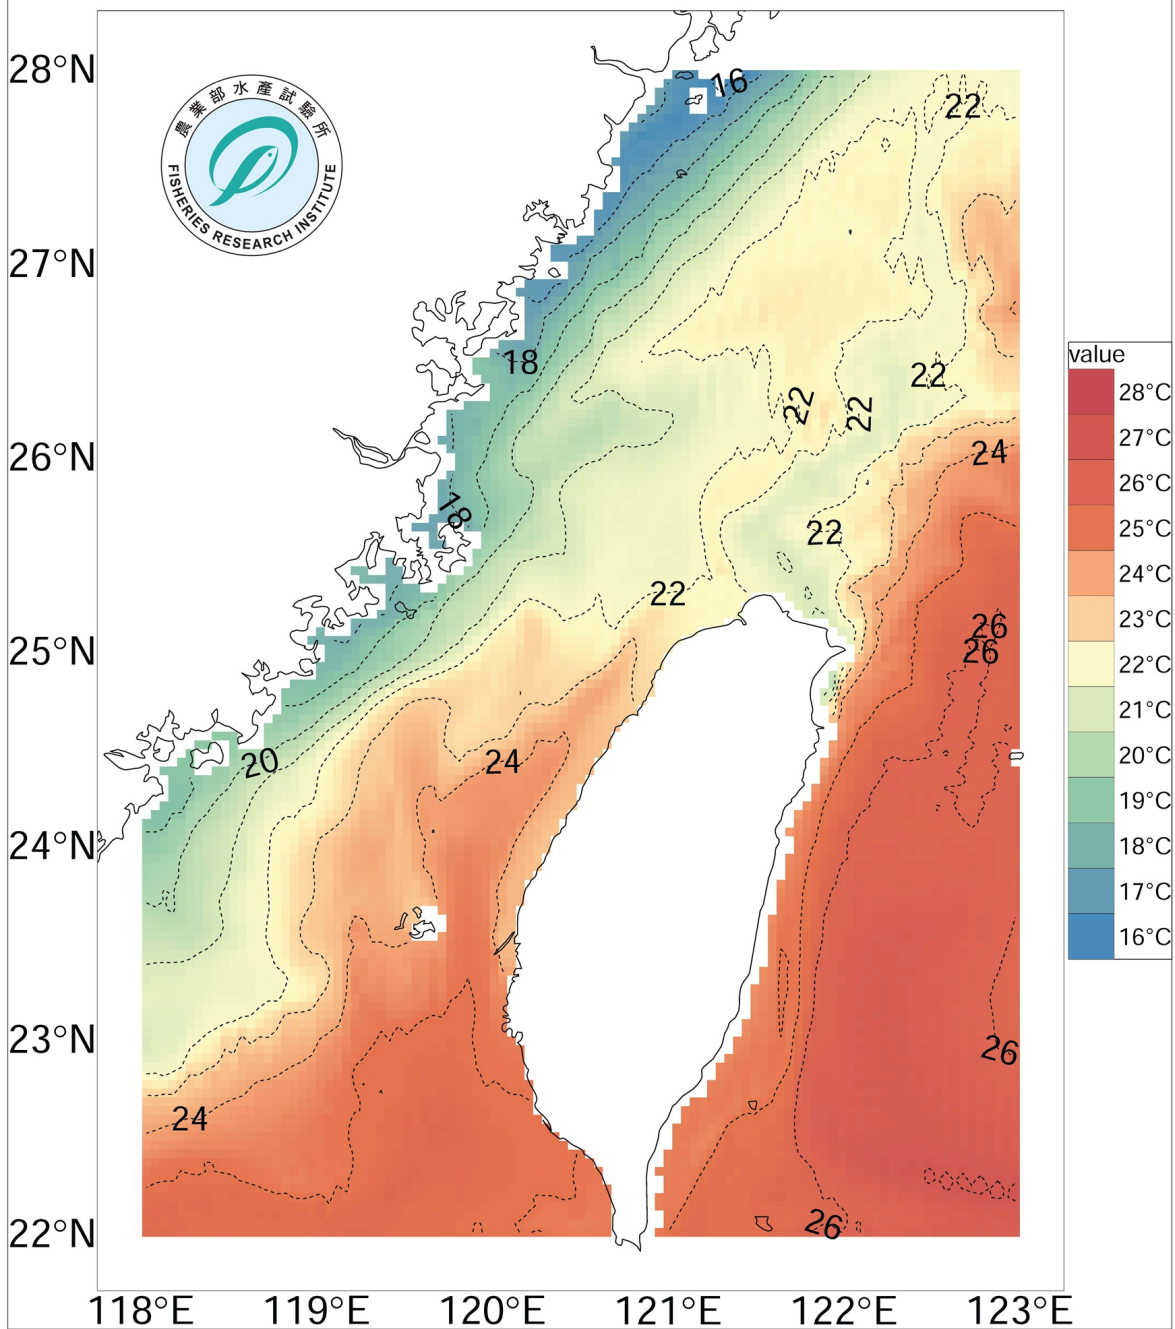 28°N
27°N
26°N
25°N
24°N
23°N
22°N
118°E 119°E 120°E 121°E 122°E 123°E
農業部水產試驗所
FISHERIES RESEARCH INSTITUTE
16
22
18
22
22
22
24
18
22
22
26
26
20
24
26
24
26
value
28°C
27°C
26°C
25°C
24°C
23°C
22°C
21°C
20°C
19°C
18°C
17°C
16°C